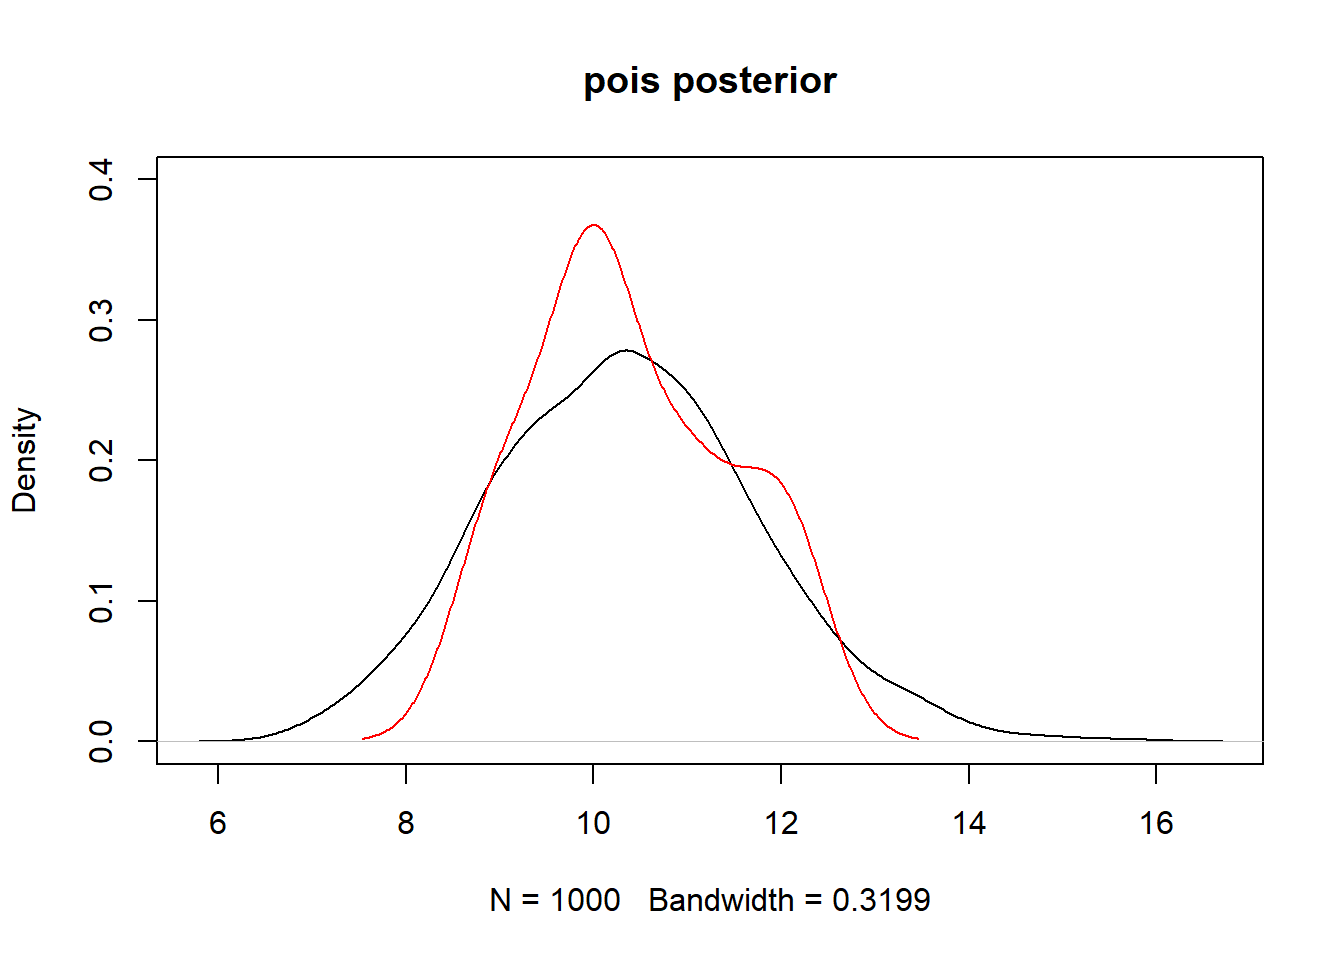 pois posterior
0.4
0.3
0.2
0.1
0.0
Density
6 8 10 12 14 16
N = 1000 Bandwidth = 0.3199